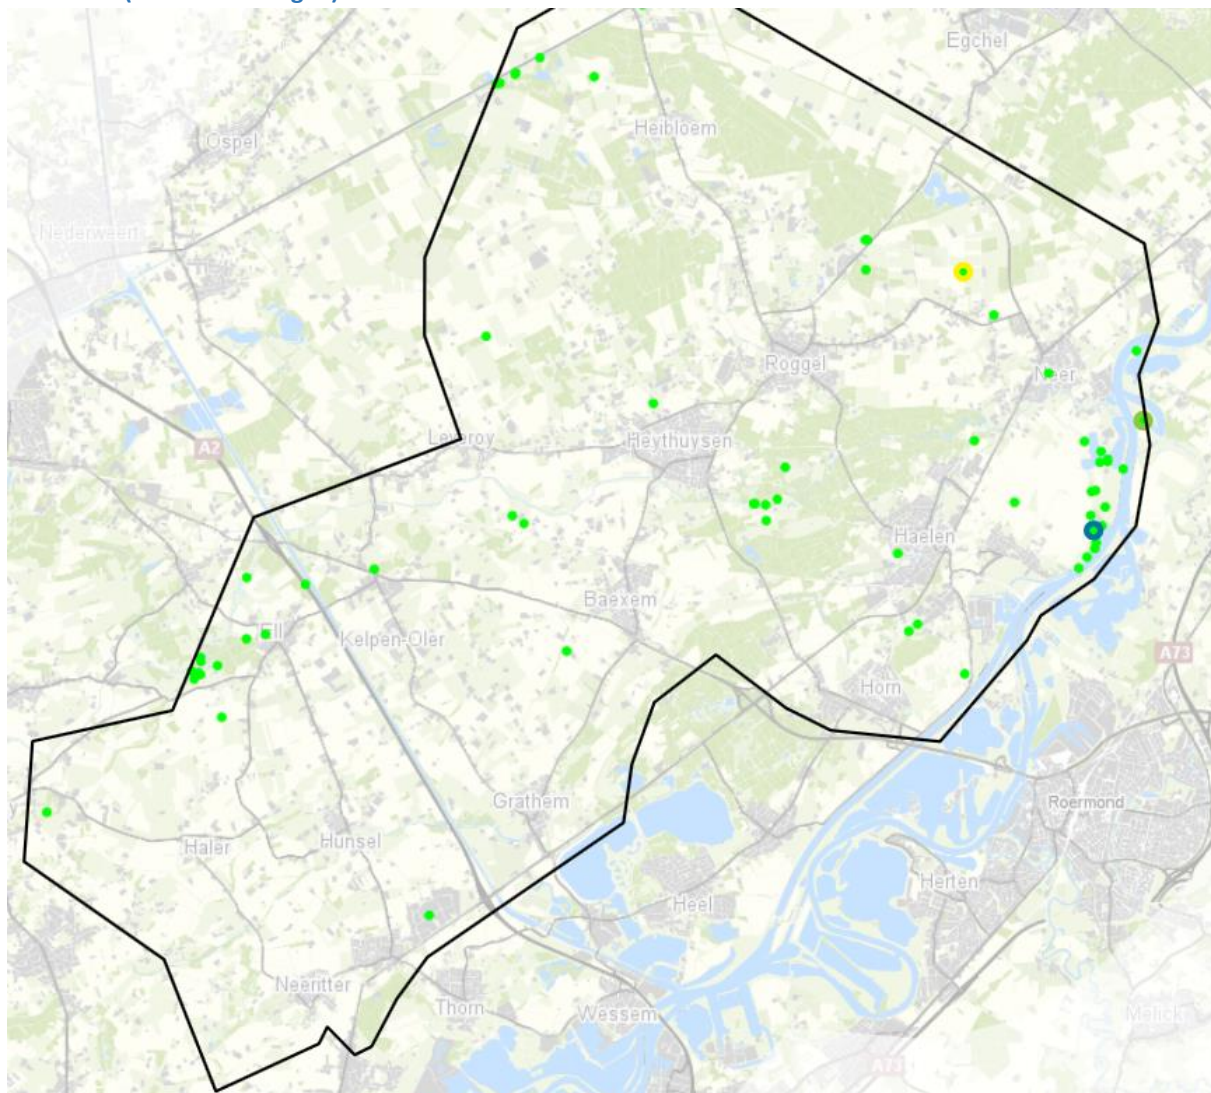 Egchel
Heibloem
Ospel
Nederweert
Roggel
Neer
Leveroy
Heythuysen
A2
Haelen
Baexem
Ell
Kelpen-Oler
A73
Horn
Grathem
Roermond
Hunsel
Haler
Herten
Heel
Neeritter
Thorn
Wessem
Melick
A73